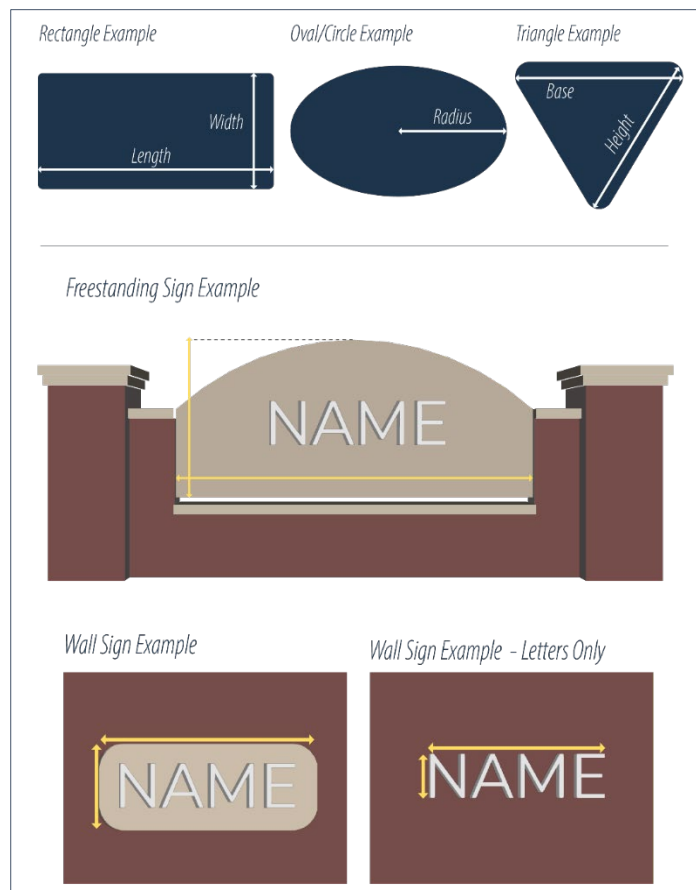 Rectangle Example
Oval/Circle Example
Triangle Example
Width
Length
Radius
Base
Height
Freestanding Sign Example
NAME
Wall Sign Example
Wall Sign Example - Letters Only
NAME
NAME